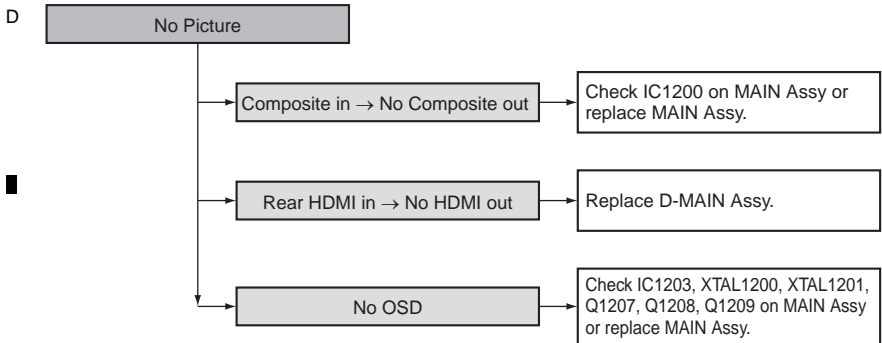 D
No Picture
Composite in → No Composite out
Check IC1200 on MAIN Assy or
replace MAIN Assy.
Rear HDMI in → No HDMI out
Replace D-MAIN Assy.
No OSD
Check IC1203, XTAL1200, XTAL1201,
Q1207, Q1208, Q1209 on MAIN Assy
or replace MAIN Assy.